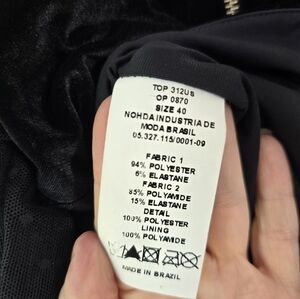 TOP 312US
OP 0870
SIZE 40
NOHDA INDUSTRIA DE
MODA BRASIL
05.327.115/0001-09
FABRIC 1
94% POLYESTER
6% ELASTANE
FABRIC 2
85% POLYAMIDE
15% ELASTANE
DETAIL
100% POLYESTER
LINING
100% POLYAMIDE
MADE IN BRAZIL